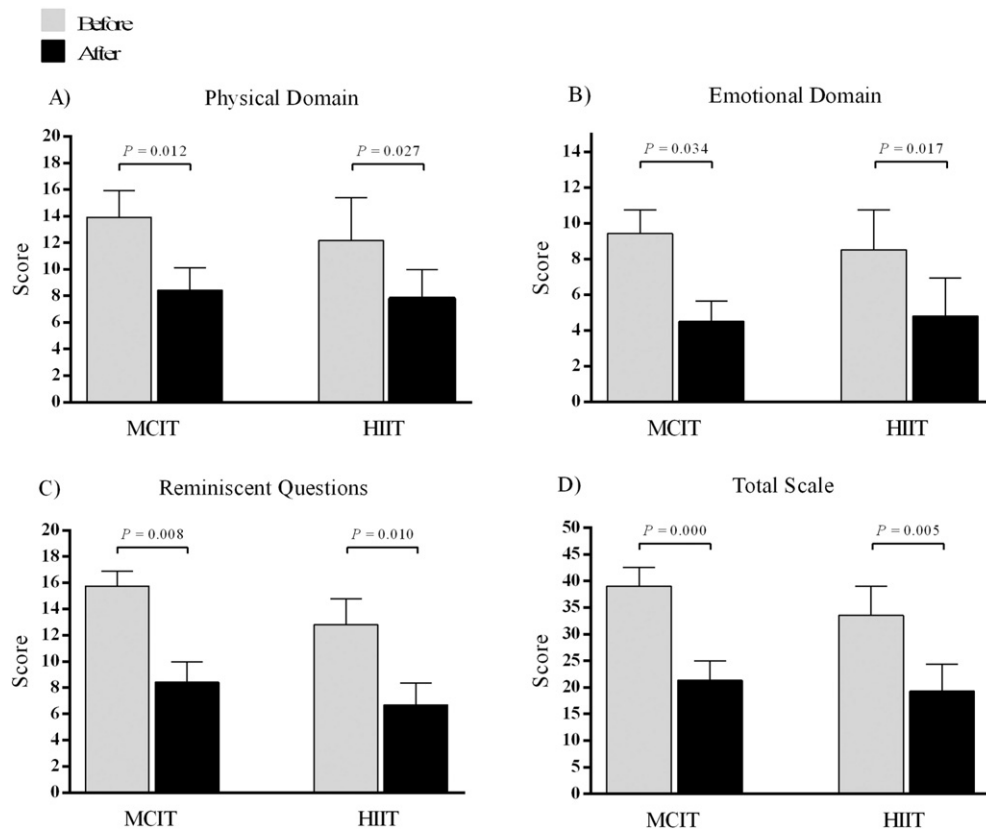 Before
After
A) Physical Domain
20
18
16
14
12
10
8
6
4
2
0
Score
P = 0.012
P = 0.027
MCIT HIIT
B) Emotional Domain
14
12
10
8
6
4
2
0
Score
P = 0.034
P = 0.017
MCIT HIIT
C) Reminiscent Questions
20
18
16
14
12
10
8
6
4
2
0
Score
P = 0.008
P = 0.010
MCIT HIIT
D) Total Scale
50
45
40
35
30
25
20
15
10
5
0
Score
P = 0.000
P = 0.005
MCIT HIIT